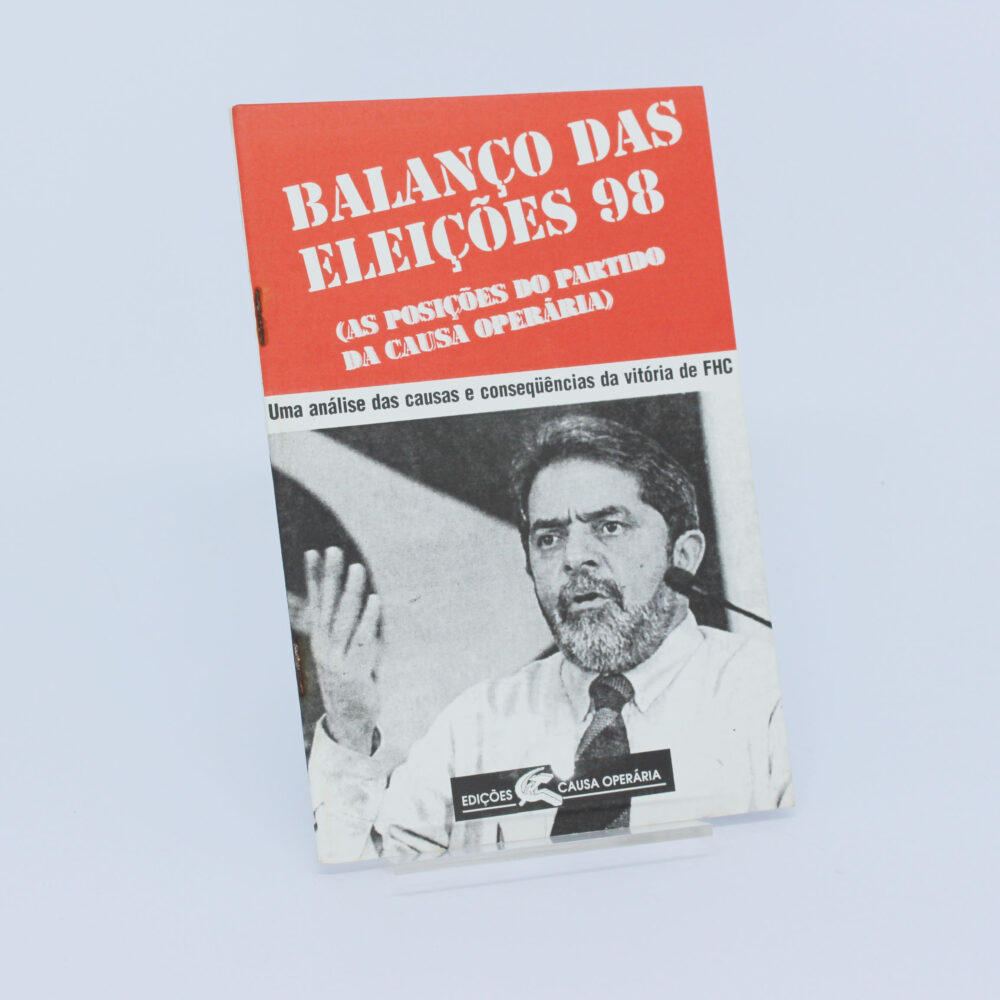 BALANÇO DAS
ELEIÇÕES 98
(AS POSIÇÕES DO PARTIDO
DA CAUSA OPERÁRIA)
Uma análise das causas e conseqüências da vitória de FHC
EDIÇÕES CAUSA OPERÁRIA